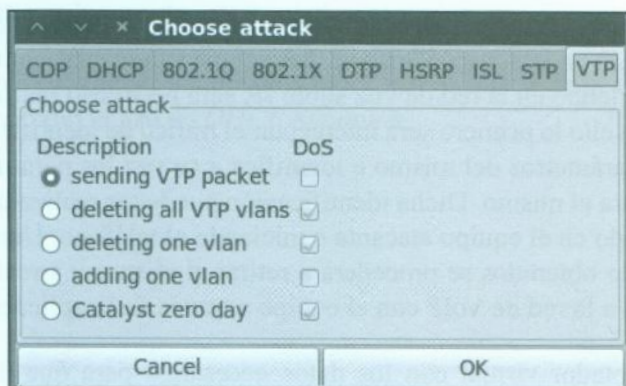 Choose attack
CDP DHCP 802.1Q 802.1X DTP HSRP ISL STP VTP
Choose attack
Description DoS
sending VTP packet
deleting all VTP vlans
deleting one vlan
adding one vlan
Catalyst zero day
Cancel OK